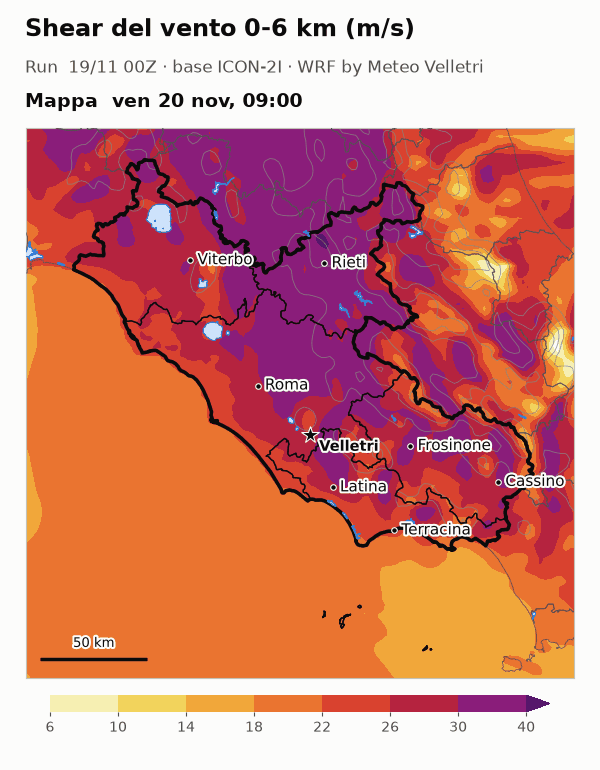 Shear del vento 0-6 km (m/s)
Run  19/11 00Z · base ICON-2I · WRF by Meteo Velletri
Mappa  ven 20 nov, 09:00
Viterbo
Rieti
Roma
Velletri
Frosinone
Latina
Cassino
Terracina
50 km
6 10 14 18 22 26 30 40